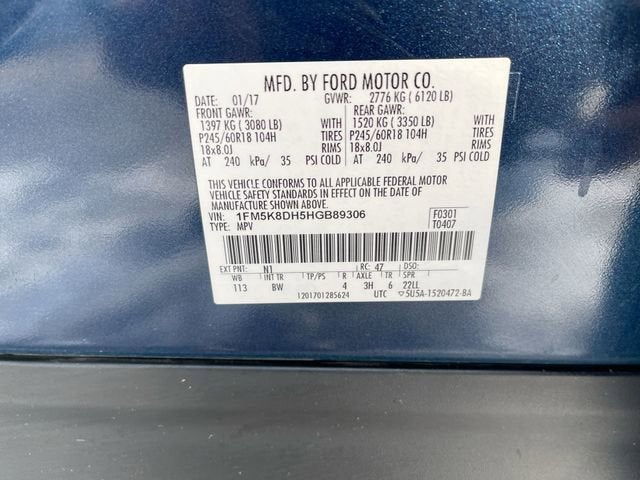 MFD. BY FORD MOTOR CO.
DATE: 01/17 GVWR: 2776 KG ( 6120 LB)
FRONT GAWR: REAR GAWR:
1397 KG ( 3080 LB) WITH 1520 KG ( 3350 LB) WITH
P245/60R18 104H TIRES P245/60R18 104H TIRES
18x8.0J RIMS 18x8.0J RIMS
AT 240 kPa/ 35 PSI COLD AT 240 kPa/ 35 PSI COLD
THIS VEHICLE CONFORMS TO ALL APPLICABLE FEDERAL MOTOR
VEHICLE SAFETY STANDARDS IN EFFECT ON THE DATE OF
MANUFACTURE SHOWN ABOVE.
VIN: 1FM5K8DH5HGB89306 F0301
TYPE: MPV T0407
EXT PNT: N1 RC: 47 DSO:
WB INT TR TP/PS R AXLE TR SPR
113 BW 4 3H 6 22LL
1201701285624 UTC ▽5U5A-1520472-BA